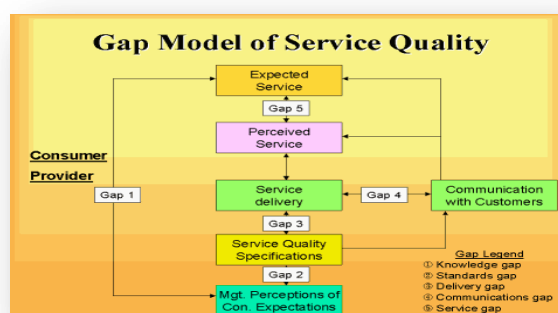 Gap Model of Service Quality
Expected
Service
Gap 5
Perceived
Service
Consumer
Provider
Gap 1
Service
delivery
Gap 4
Communication
with Customers
Gap 3
Service Quality
Specifications
Gap 2
Mgt. Perceptions of
Con. Expectations
Gap Legend
① Knowledge gap
② Standards gap
③ Delivery gap
④ Communications gap
⑤ Service gap